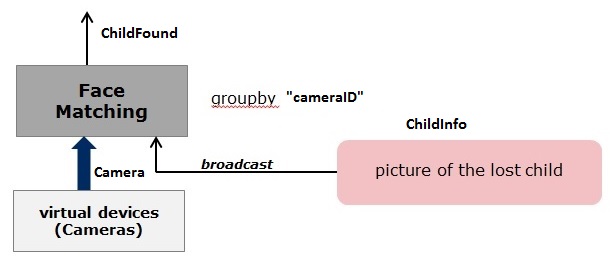 ChildFound
Face
Matching
groupby "cameraID"
ChildInfo
broadcast
picture of the lost child
Camera
virtual devices
(Cameras)